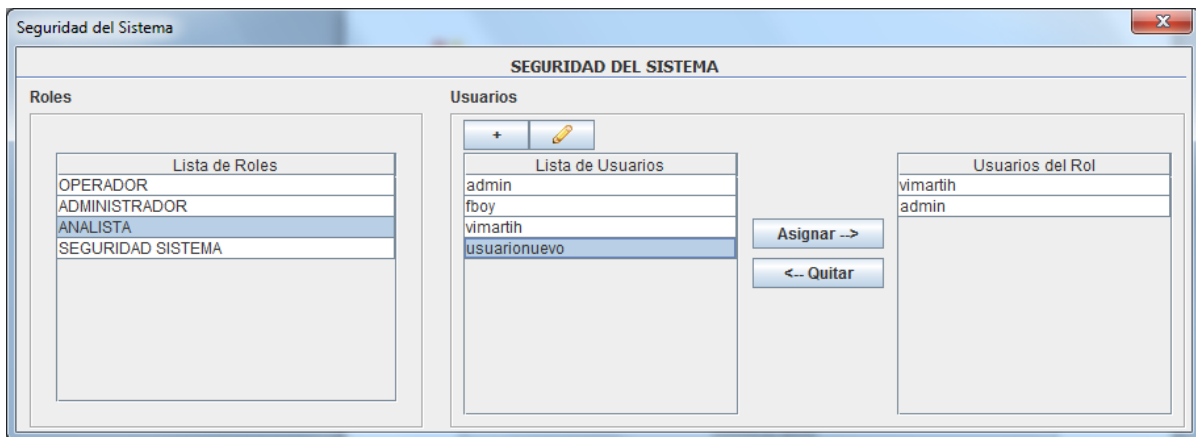 Seguridad del Sistema
x
SEGURIDAD DEL SISTEMA
Roles
Usuarios
+
Lista de Roles
OPERADOR
ADMINISTRADOR
ANALISTA
SEGURIDAD SISTEMA
Lista de Usuarios
admin
fboy
vimartih
usuarionuevo
Asignar -->
<-- Quitar
Usuarios del Rol
vimartih
admin